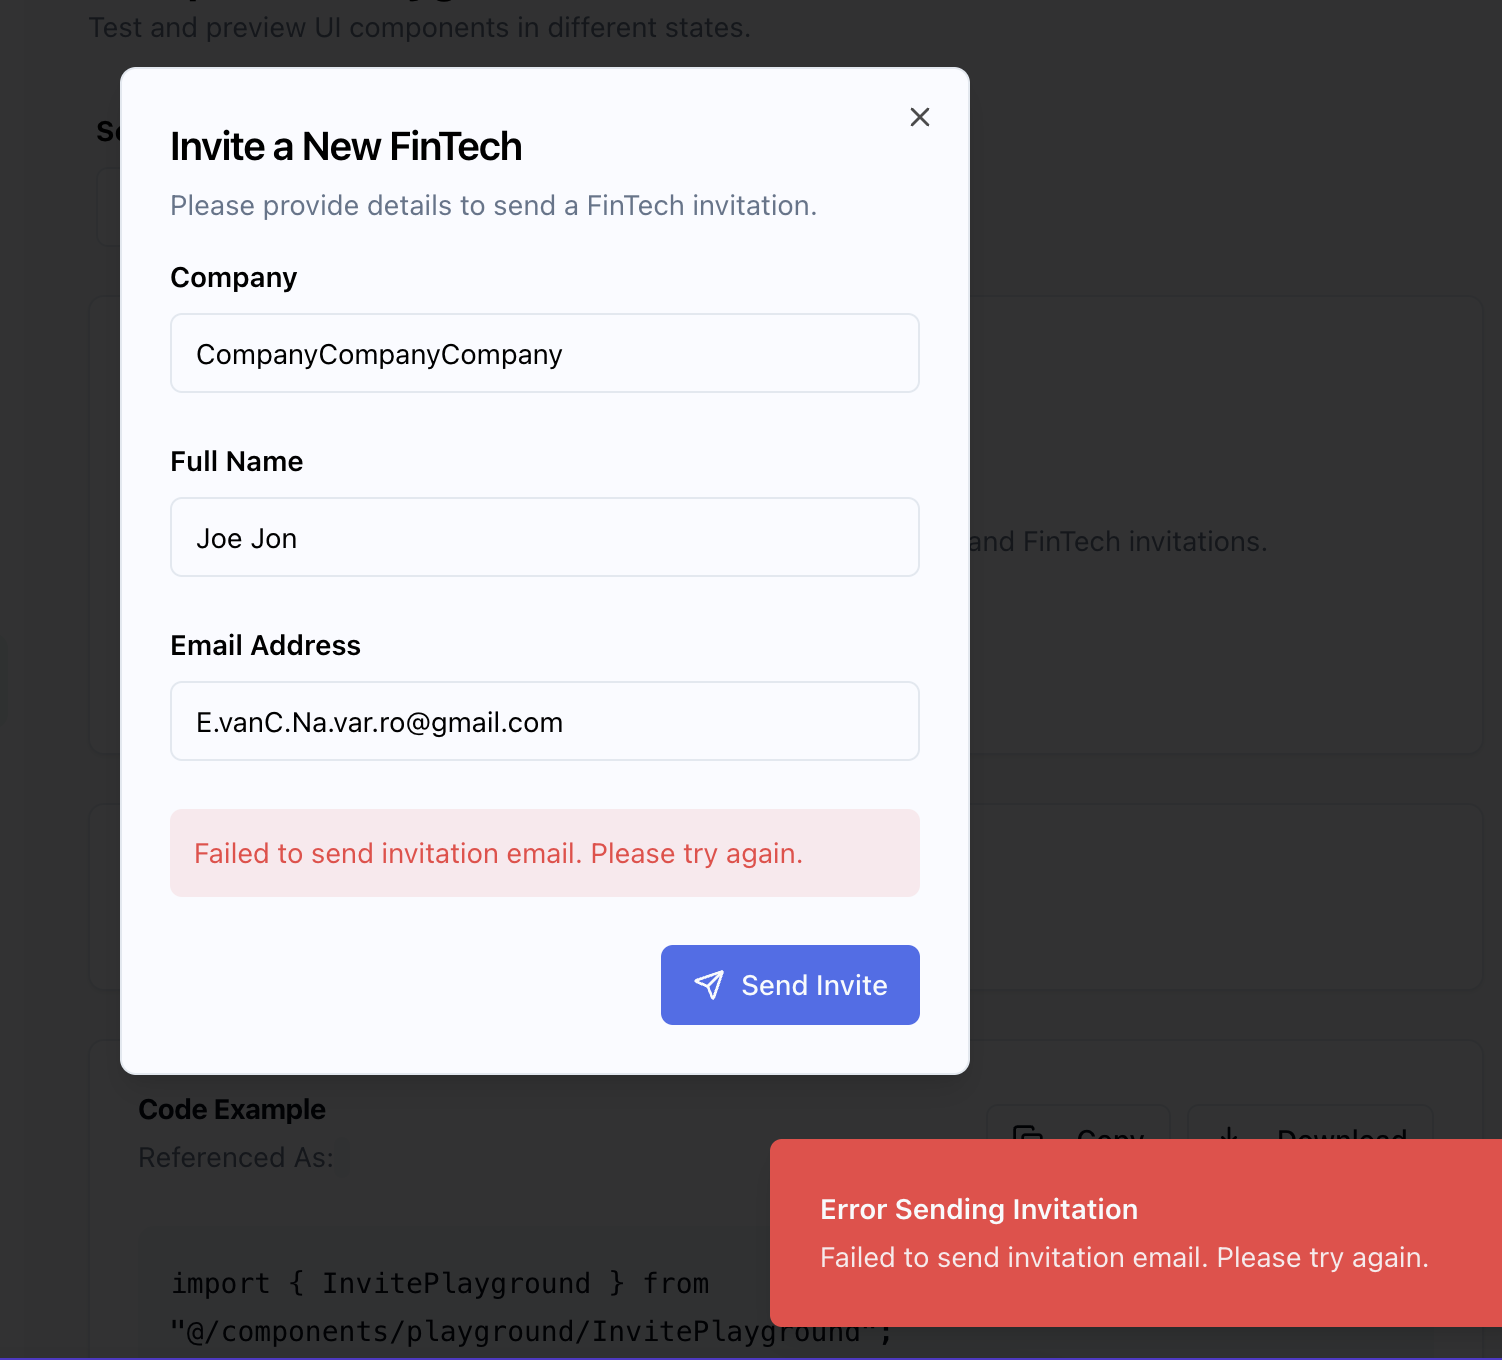 Test and preview UI components in different states.
Invite a New FinTech
Please provide details to send a FinTech invitation.
Company
CompanyCompanyCompany
Full Name
Joe Jon
and FinTech invitations.
Email Address
E.vanC.Na.var.ro@gmail.com
Failed to send invitation email. Please try again.
Send Invite
Code Example
Copy
Download
Referenced As:
Error Sending Invitation
Failed to send invitation email. Please try again.
import { InvitePlayground } from
"@/components/playground/InvitePlayground";